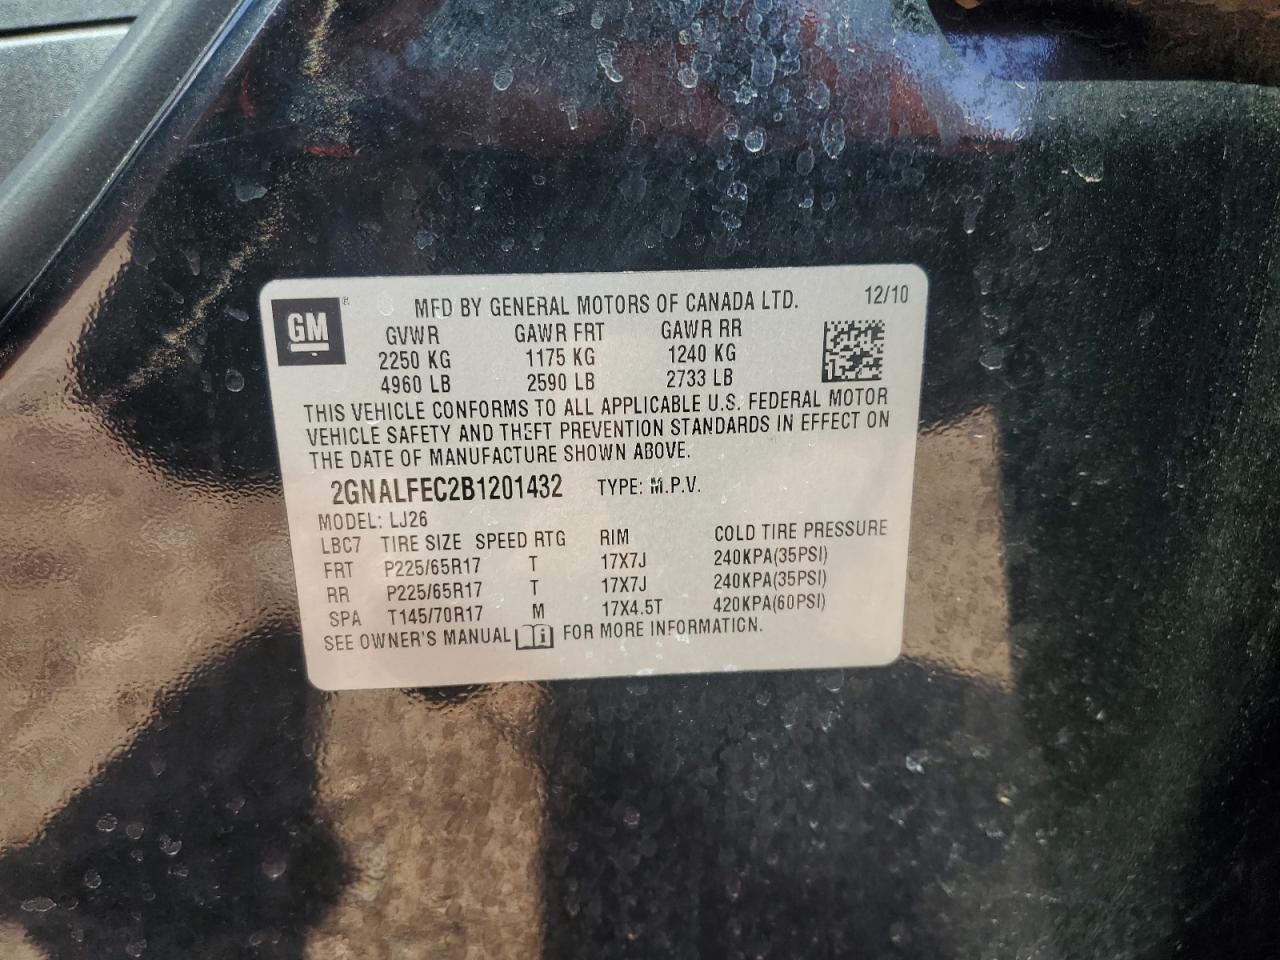 GM ® MFD BY GENERAL MOTORS OF CANADA LTD. 12/10
GVWR GAWR FRT GAWR RR
2250 KG 1175 KG 1240 KG
4960 LB 2590 LB 2733 LB
THIS VEHICLE CONFORMS TO ALL APPLICABLE U.S. FEDERAL MOTOR
VEHICLE SAFETY AND THEFT PREVENTION STANDARDS IN EFFECT ON
THE DATE OF MANUFACTURE SHOWN ABOVE.
2GNALFEC2B1201432 TYPE: M.P.V.
MODEL: LJ26
LBC7 TIRE SIZE SPEED RTG RIM COLD TIRE PRESSURE
FRT P225/65R17 T 17X7J 240KPA(35PSI)
RR P225/65R17 T 17X7J 240KPA(35PSI)
SPA T145/70R17 M 17X4.5T 420KPA(60PSI)
SEE OWNER'S MANUAL i FOR MORE INFORMATION.